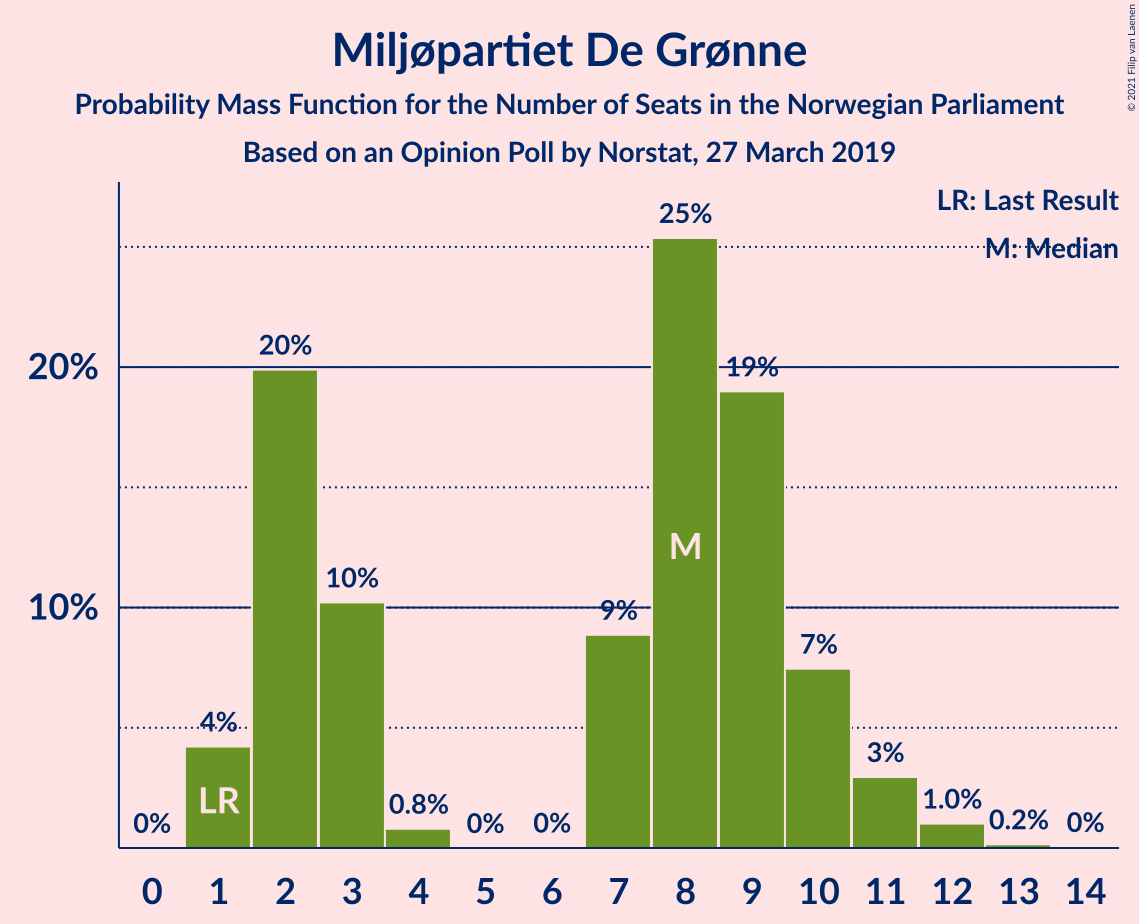 Miljøpartiet De Grønne
Probability Mass Function for the Number of Seats in the Norwegian Parliament
Based on an Opinion Poll by Norstat, 27 March 2019
© 2021 Filip van Laenen
LR: Last Result
M: Median
25%
20%
20%
19%
M
10%
10%
9%
7%
4%
3%
LR
0%
0.8%
0%
0%
1.0%
0.2%
0%
0 1 2 3 4 5 6 7 8 9 10 11 12 13 14